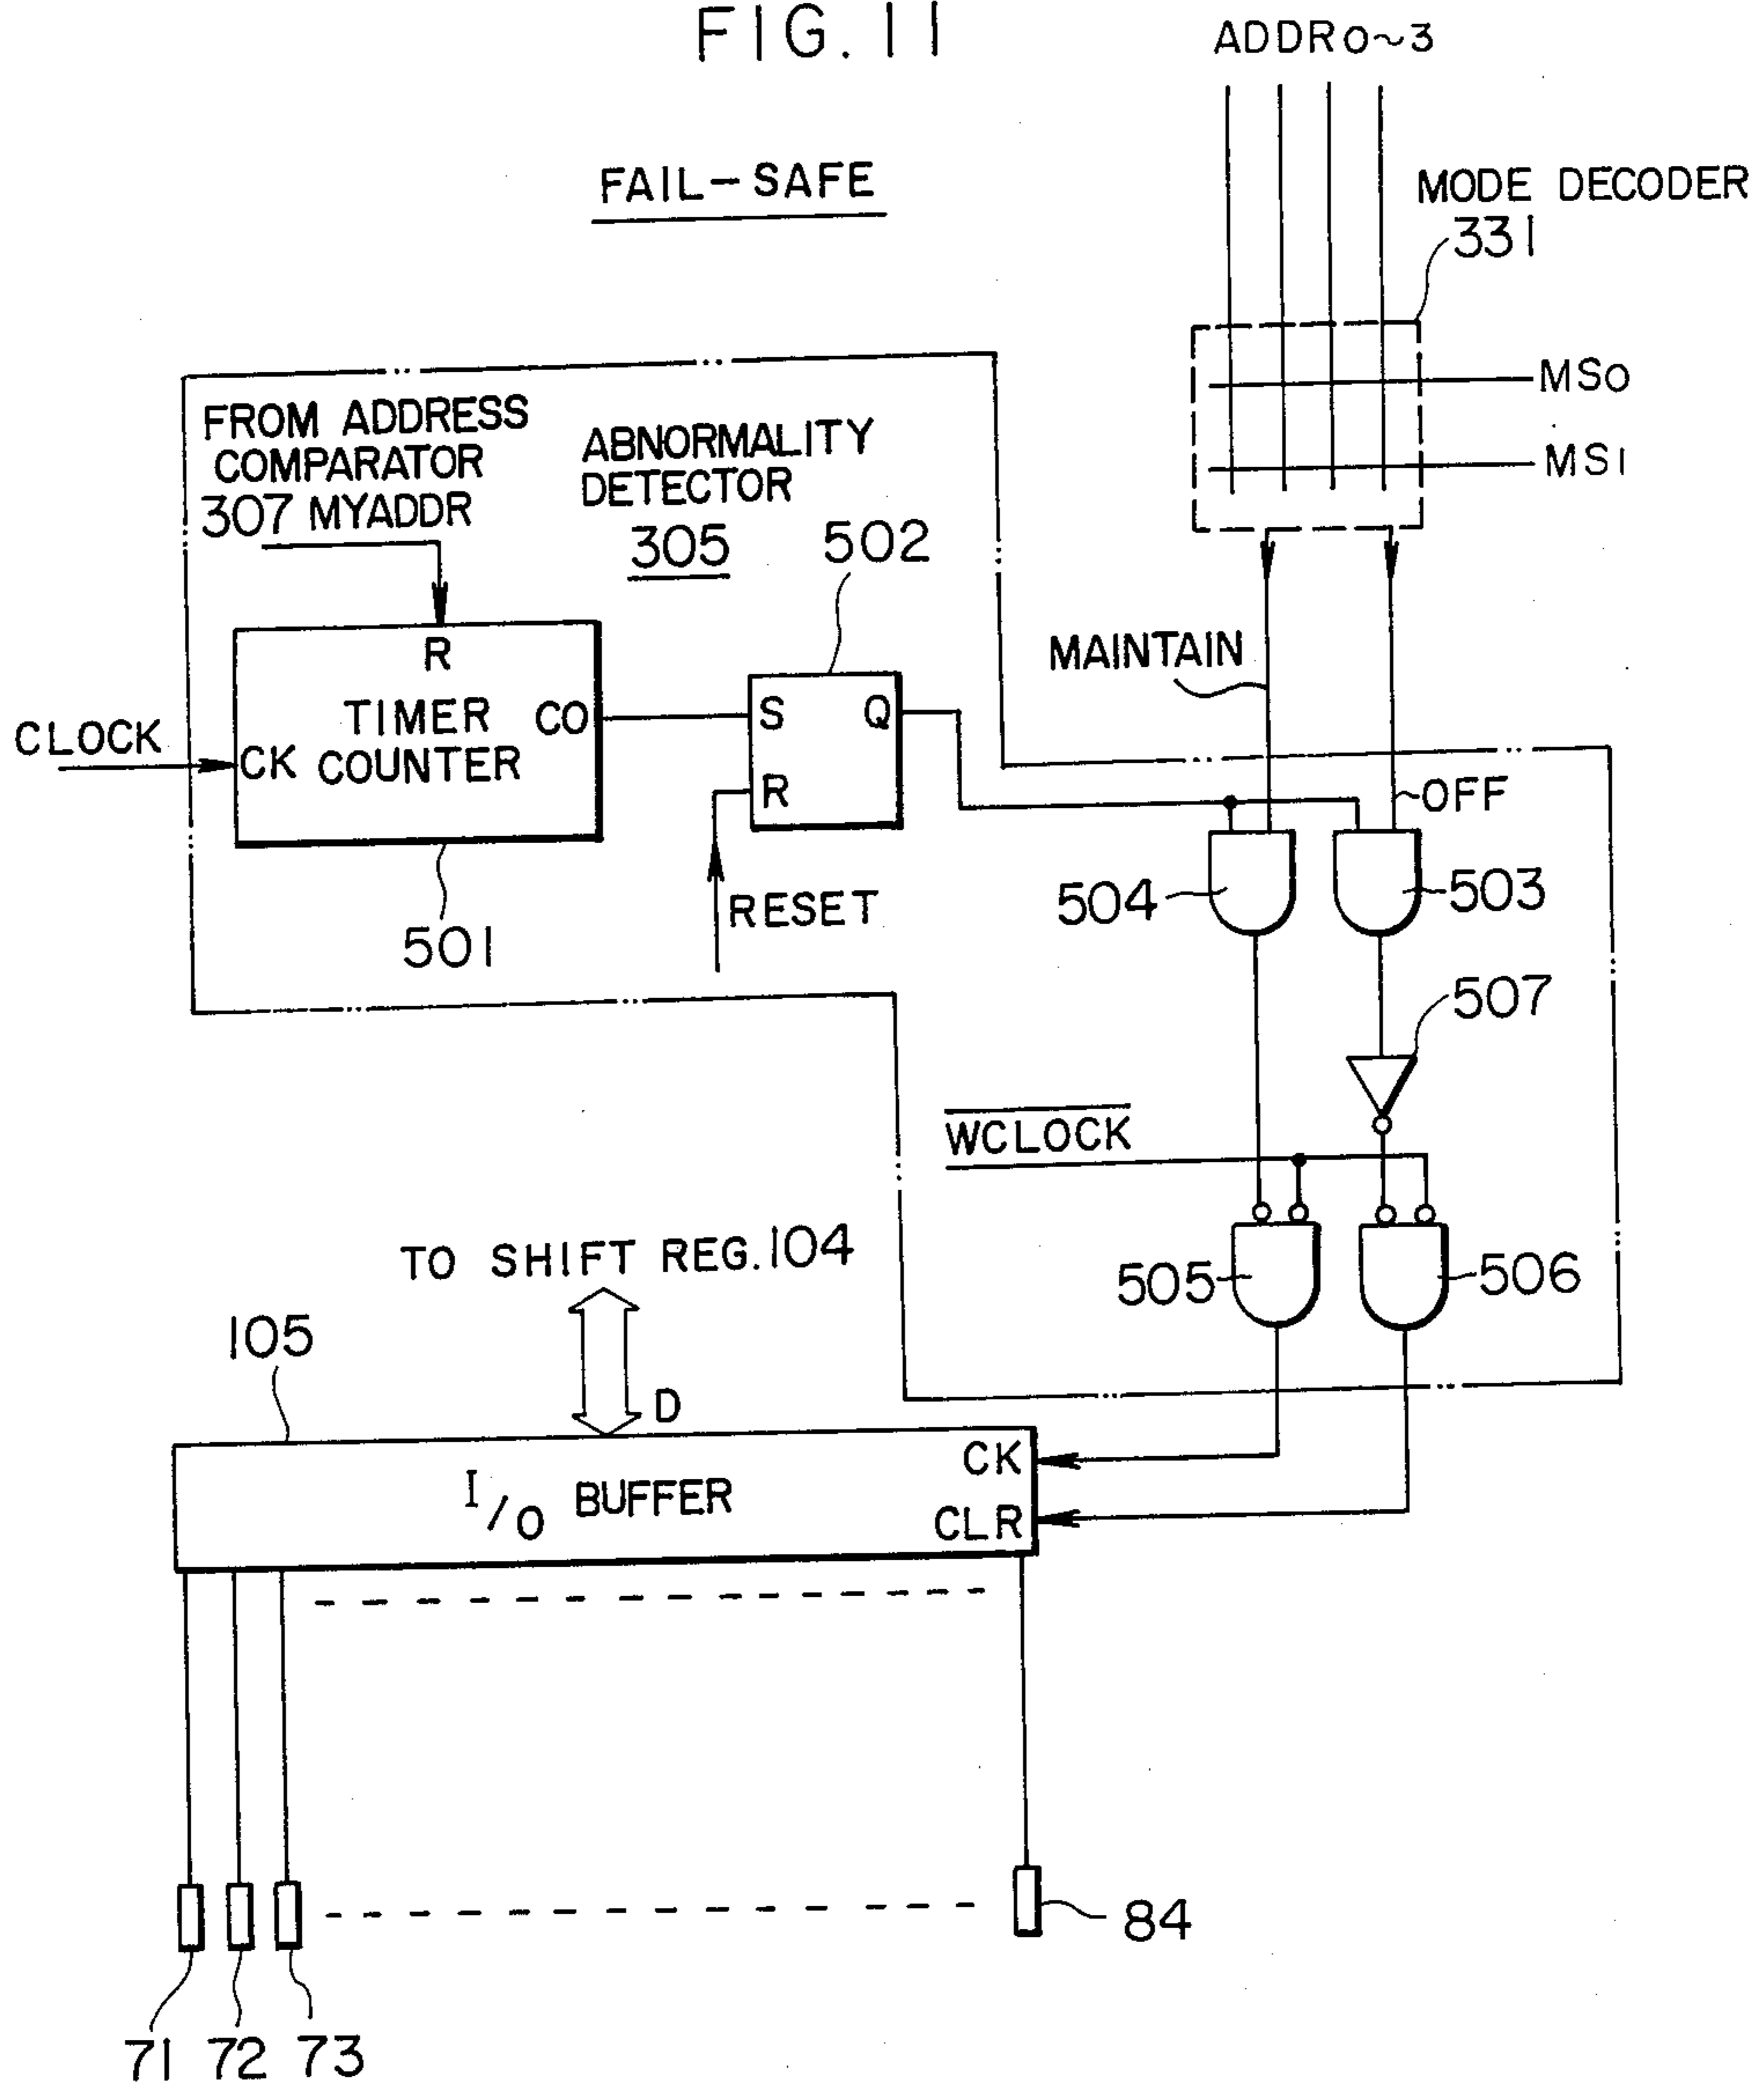 FIG. 11
ADDR0~3
FAIL-SAFE
MODE DECODER
331
MS0
MS1
FROM ADDRESS
COMPARATOR
307 MYADDR
ABNORMALITY
DETECTOR
305
502
MAINTAIN
R
TIMER
COUNTER
CO
CK
CLOCK
S
Q
R
OFF
504
503
RESET
501
507
WCLOCK
TO SHIFT REG.104
505
506
105
D
CK
I/O BUFFER
CLR
84
71
72
73